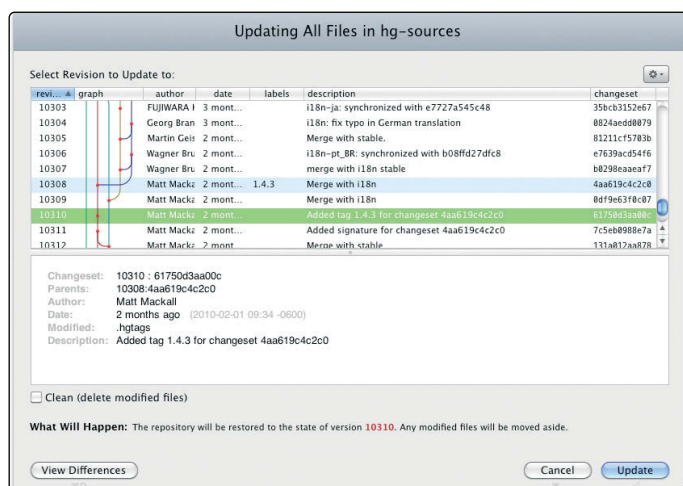 Updating All Files in hg-sources
Select Revision to Update to:
revi... graph author date labels description changeset
10303 FUJIWARA 3 mont... i18n-ja: synchronized with e7727a545c48 35bcb3152e67
10304 Georg Bran 3 mont... i18n: fix typo in German translation 0824aedd0079
10305 Martin Geis 2 mont... Merge with stable. 81211cf5703b
10306 Wagner Bru 2 mont... i18n-pt_BR: synchronized with b08ffd27dfc8 e7639acd54f6
10307 Wagner Bru 2 mont... merge with i18n stable b0298eaaeaf7
10308 Matt Macka 2 mont... 1.4.3 Merge with i18n 4aa619c4c2c0
10309 Matt Macka 2 mont... Merge with i18n 0df9e63f0c07
10310 Matt Macka 2 mont... Added tag 1.4.3 for changeset 4aa619c4c2c0 61750d3aa00c
10311 Matt Macka 2 mont... Added signature for changeset 4aa619c4c2c0 7c5eb0988e7a
10312 Matt Macka 2 mont... Merge with stable 131a012aa878
Changeset: 10310 : 61750d3aa00c
Parents: 10308:4aa619c4c2c0
Author: Matt Mackall
Date: 2 months ago (2010-02-01 09:34 -0600)
Modified: .hgtags
Description: Added tag 1.4.3 for changeset 4aa619c4c2c0
Clean (delete modified files)
What Will Happen: The repository will be restored to the state of version 10310. Any modified files will be moved aside.
View Differences Cancel Update